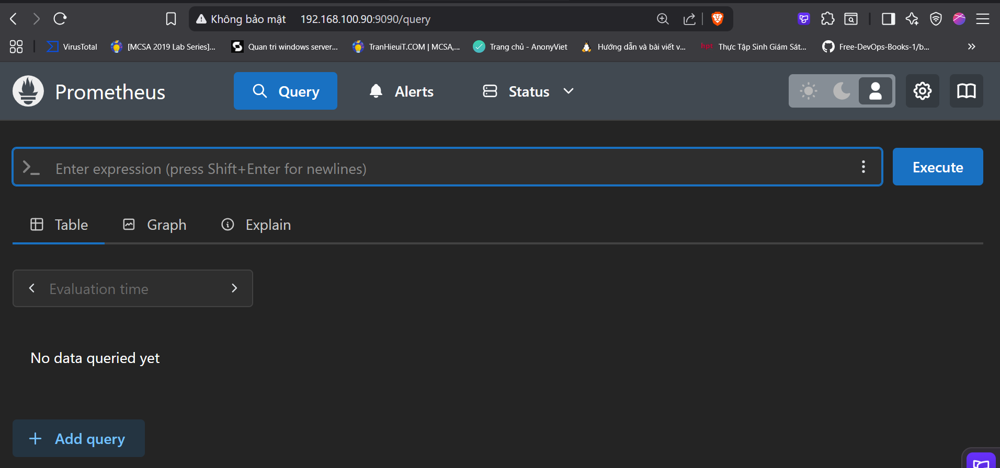 Không bảo mật 192.168.100.90:9090/query
VirusTotal [MCSA 2019 Lab Series]... Quan tri windows server... TranHieuiT.COM | MCSA,... Trang chủ - AnonyViet Hướng dẫn và bài viết v... hpt Thực Tập Sinh Giám Sát... Free-DevOps-Books-1/b...
Prometheus Query Alerts Status
Enter expression (press Shift+Enter for newlines) Execute
Table Graph Explain
Evaluation time
No data queried yet
Add query